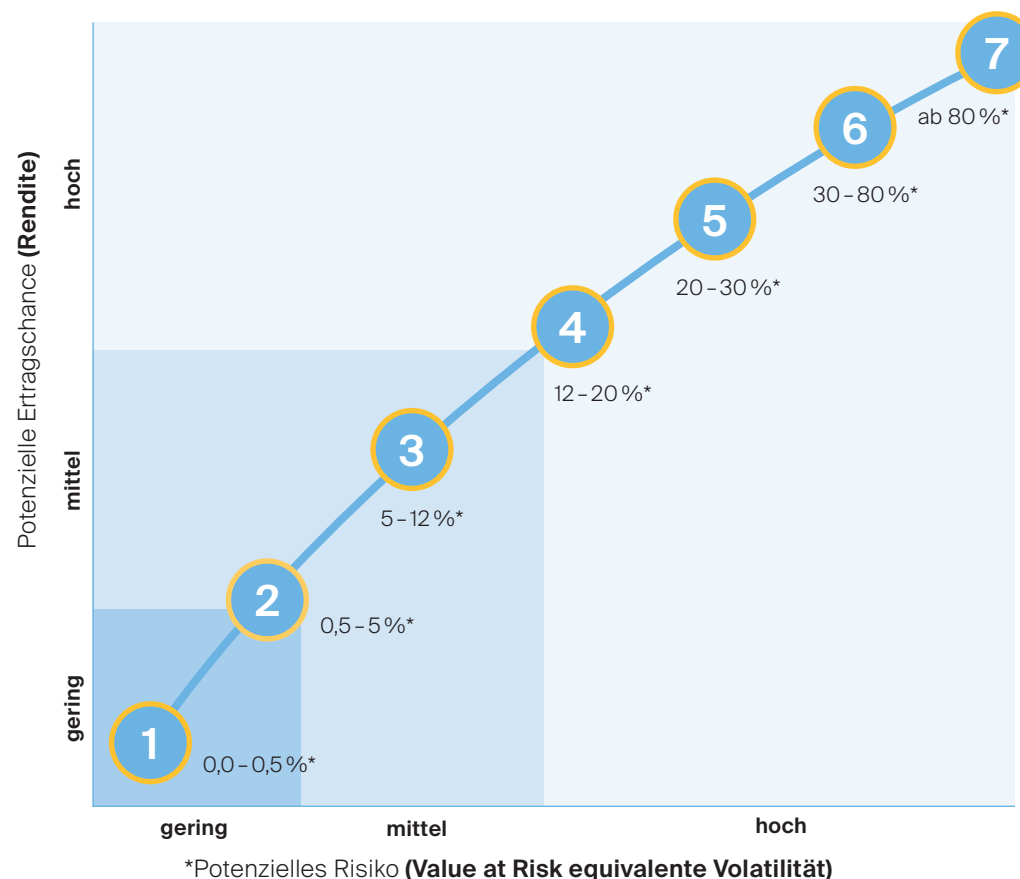 7
ab 80 %*
6
30 – 80 %*
5
20 – 30 %*
4
12 – 20 %*
3
5 – 12 %*
2
0,5 – 5 %*
1
0,0 – 0,5 %*
Potenzielle Ertragschance (Rendite)
hoch
mittel
gering
gering mittel hoch
*Potenzielles Risiko (Value at Risk equivalente Volatilität)